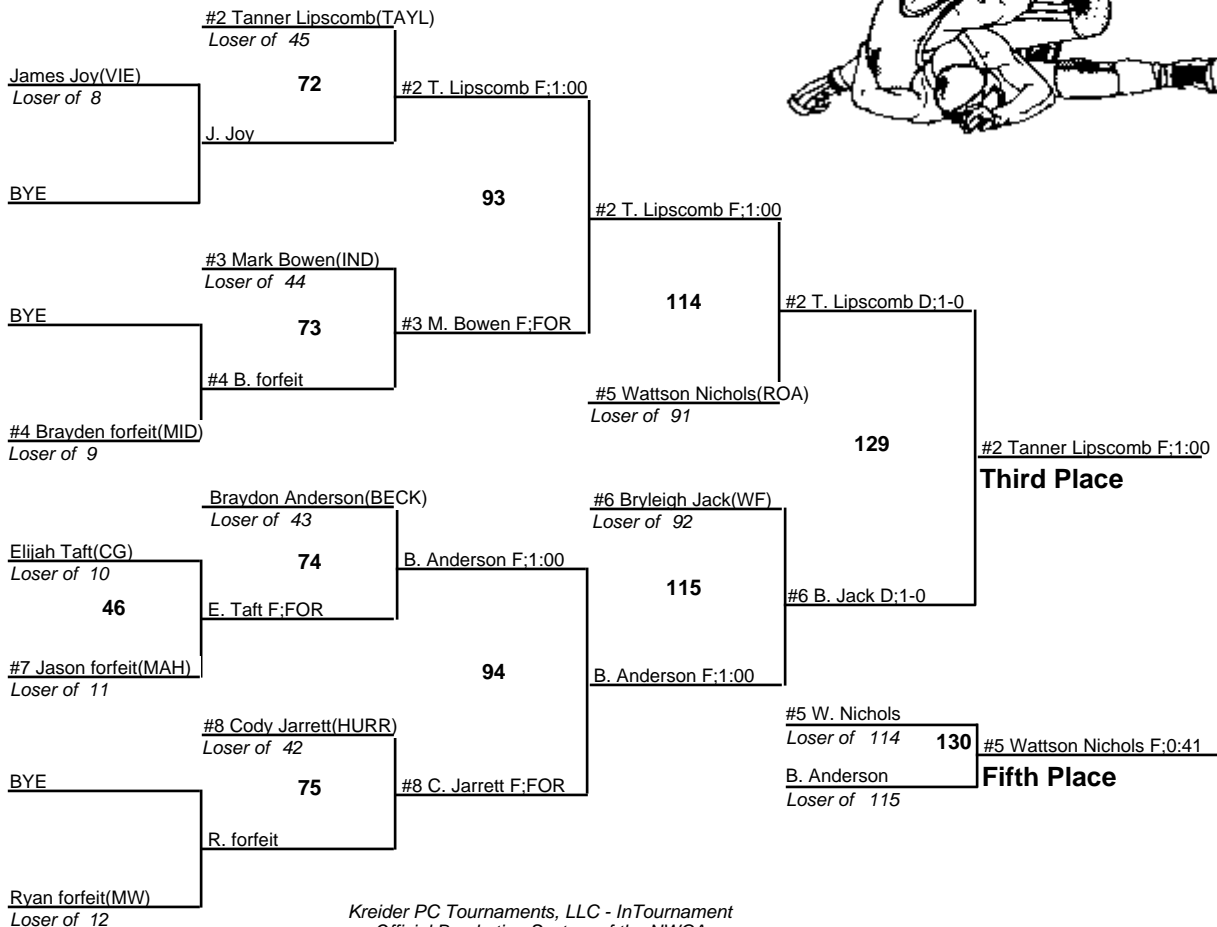 #2 Tanner Lipscomb(TAYL)
Loser of 45
James Joy(VIE)
Loser of 8
72
#2 T. Lipscomb F;1:00
J. Joy
BYE
93
#2 T. Lipscomb F;1:00
#3 Mark Bowen(IND)
Loser of 44
BYE
73
#3 M. Bowen F;FOR
114
#2 T. Lipscomb D;1-0
#4 B. forfeit
#5 Wattson Nichols(ROA)
Loser of 91
#4 Brayden forfeit(MID)
Loser of 9
129
#2 Tanner Lipscomb F;1:00
Third Place
Braydon Anderson(BECK)
Loser of 43
#6 Bryleigh Jack(WF)
Loser of 92
Elijah Taft(CG)
Loser of 10
74
B. Anderson F;1:00
46
E. Taft F;FOR
115
#6 B. Jack D;1-0
#7 Jason forfeit(MAH)
Loser of 11
94
B. Anderson F;1:00
#8 Cody Jarrett(HURR)
Loser of 42
#5 W. Nichols
Loser of 114
130
#5 Wattson Nichols F;0:41
Fifth Place
B. Anderson
Loser of 115
BYE
75
#8 C. Jarrett F;FOR
R. forfeit
Ryan forfeit(MW)
Loser of 12
Kreider PC Tournaments, LLC - InTournament